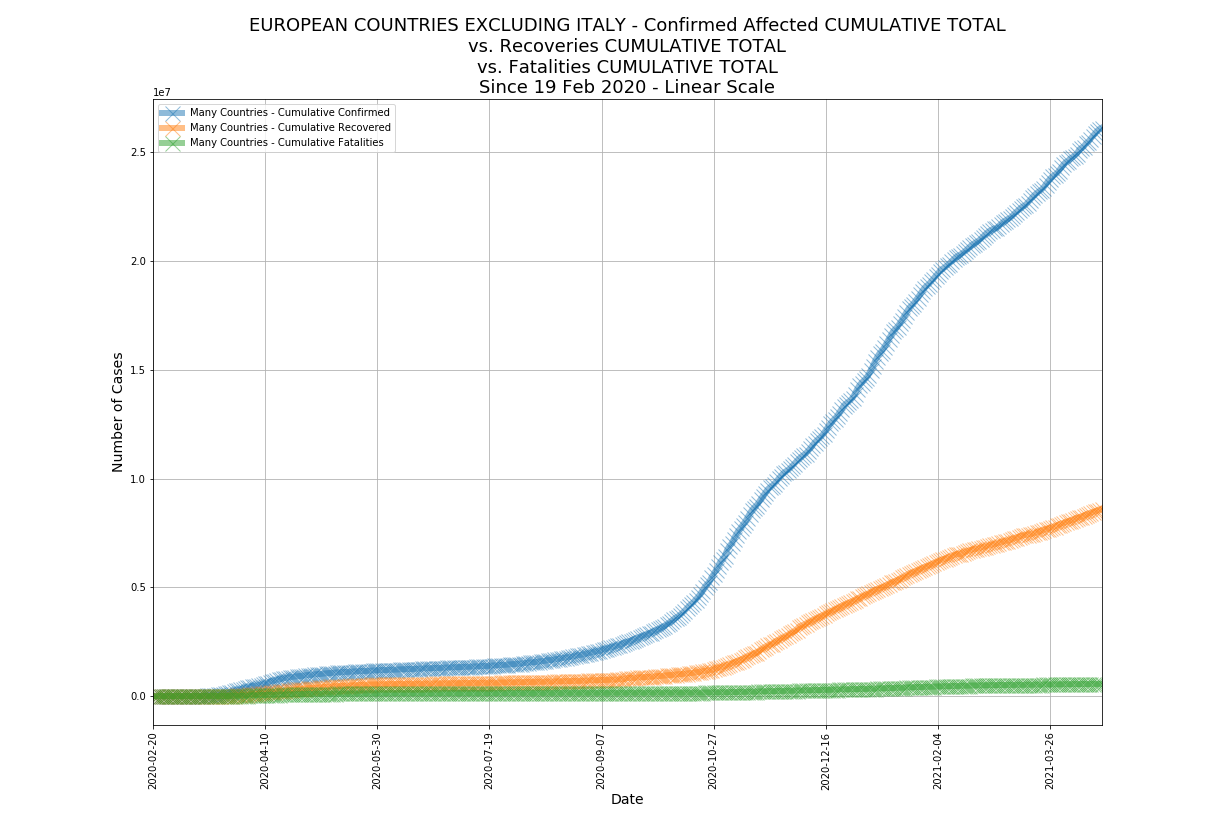 EUROPEAN COUNTRIES EXCLUDING ITALY - Confirmed Affected CUMULATIVE TOTAL
vs. Recoveries CUMULATIVE TOTAL
vs. Fatalities CUMULATIVE TOTAL
Since 19 Feb 2020 - Linear Scale
1e7
Many Countries - Cumulative Confirmed
Many Countries - Cumulative Recovered
Many Countries - Cumulative Fatalities
2.5
2.0
1.5
1.0
0.5
0.0
Number of Cases
2020-02-20
2020-04-10
2020-05-30
2020-07-19
2020-09-07
2020-10-27
2020-12-16
2021-02-04
2021-03-26
Date